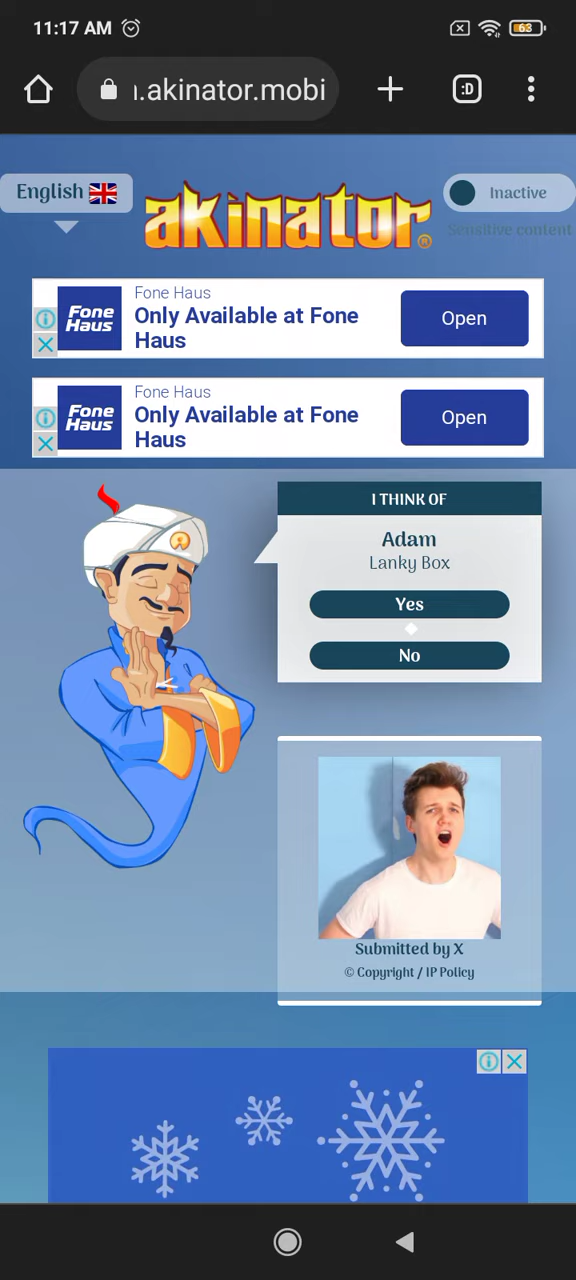 11:17 AM
63
ı.akinator.mobi
:D
English
akinator®
Inactive
Sensitive content
Fone Haus
Fone
Haus
Only Available at Fone
Haus
Open
Fone Haus
Fone
Haus
Only Available at Fone
Haus
Open
I THINK OF
Adam
Lanky Box
Yes
No
Submitted by X
© Copyright / IP Policy